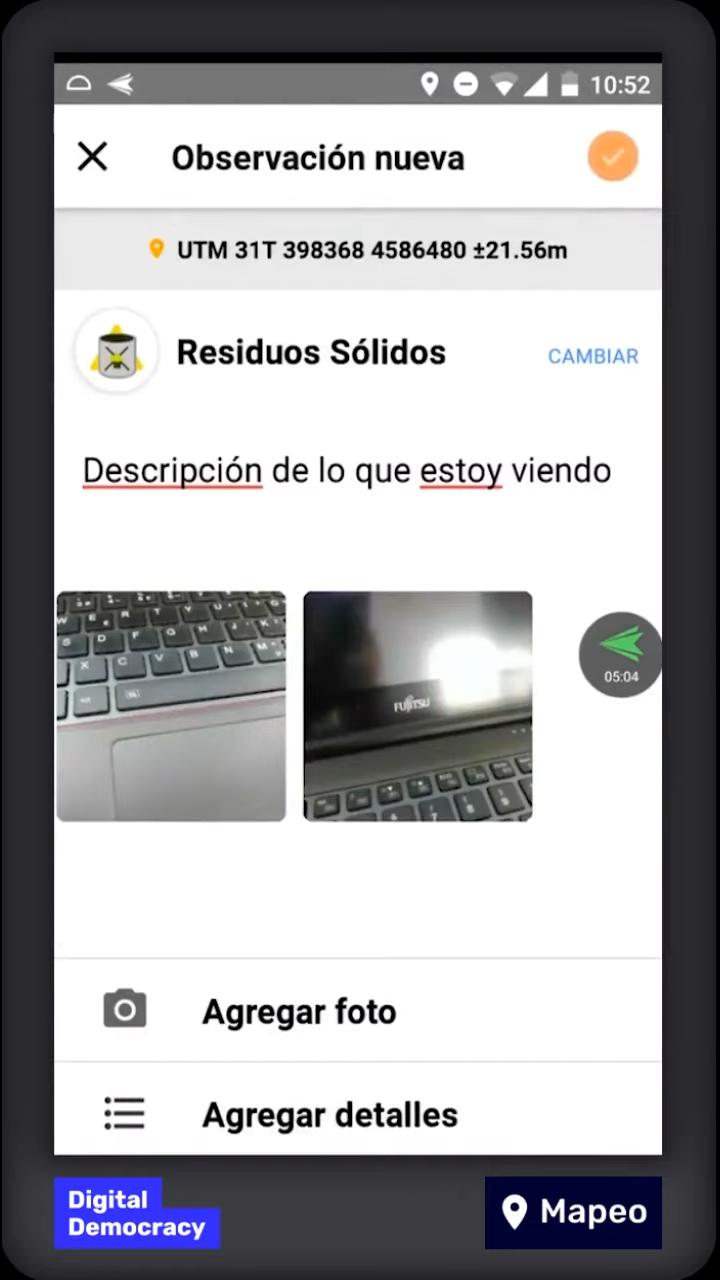 10:52
Observación nueva
UTM 31T 398368 4586480 ±21.56m
Residuos Sólidos
CAMBIAR
Descripción de lo que estoy viendo
FUJITSU
05:04
Agregar foto
Agregar detalles
Digital
Democracy
Mapeo